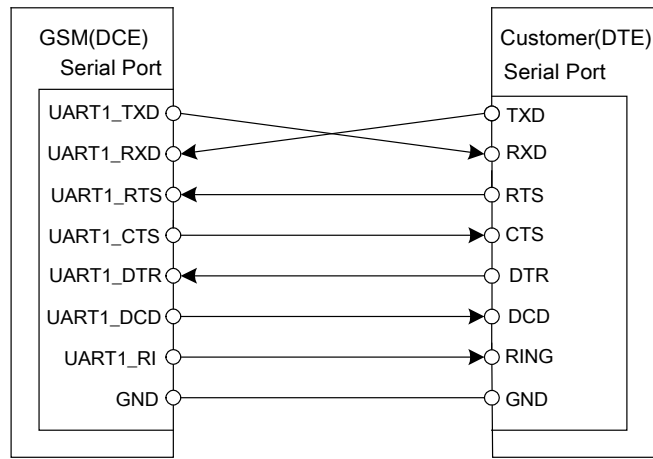 GSM(DCE)
Serial Port
UART1_TXD
UART1_RXD
UART1_RTS
UART1_CTS
UART1_DTR
UART1_DCD
UART1_RI
GND
Customer(DTE)
Serial Port
TXD
RXD
RTS
CTS
DTR
DCD
RING
GND